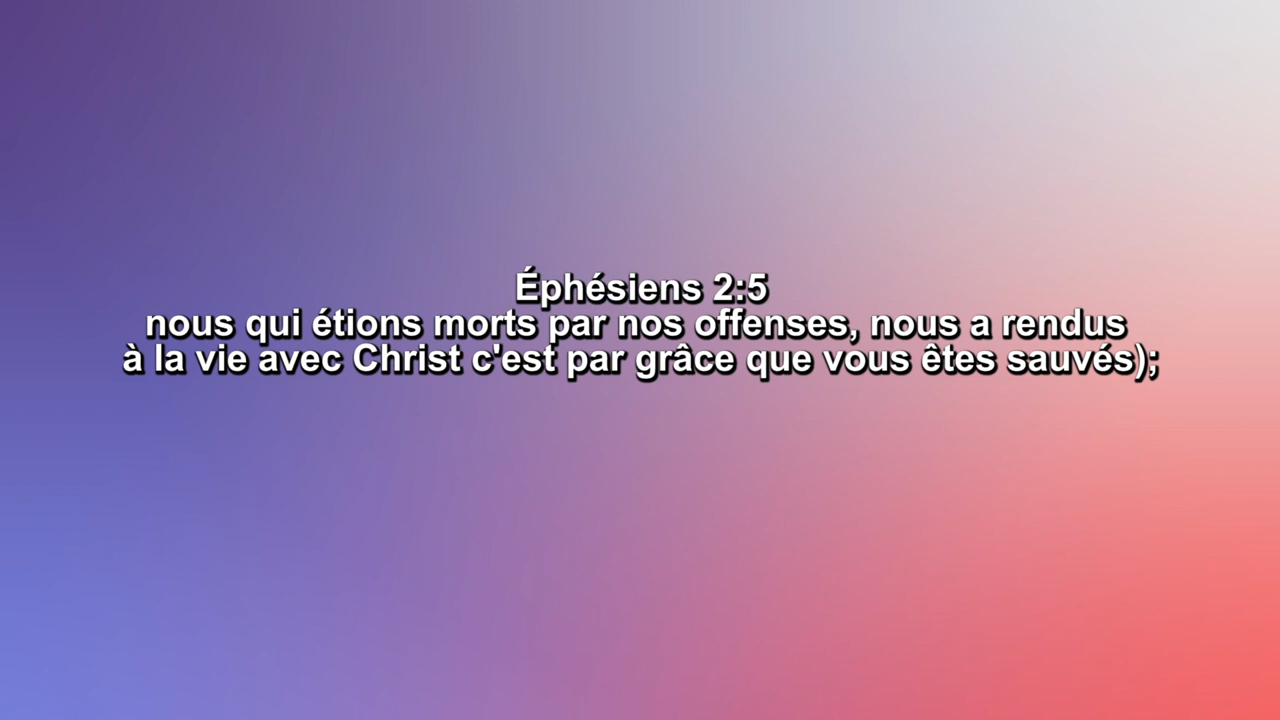 Éphésiens 2:5
nous qui étions morts par nos offenses, nous a rendus
à la vie avec Christ c'est par grâce que vous êtes sauvés);